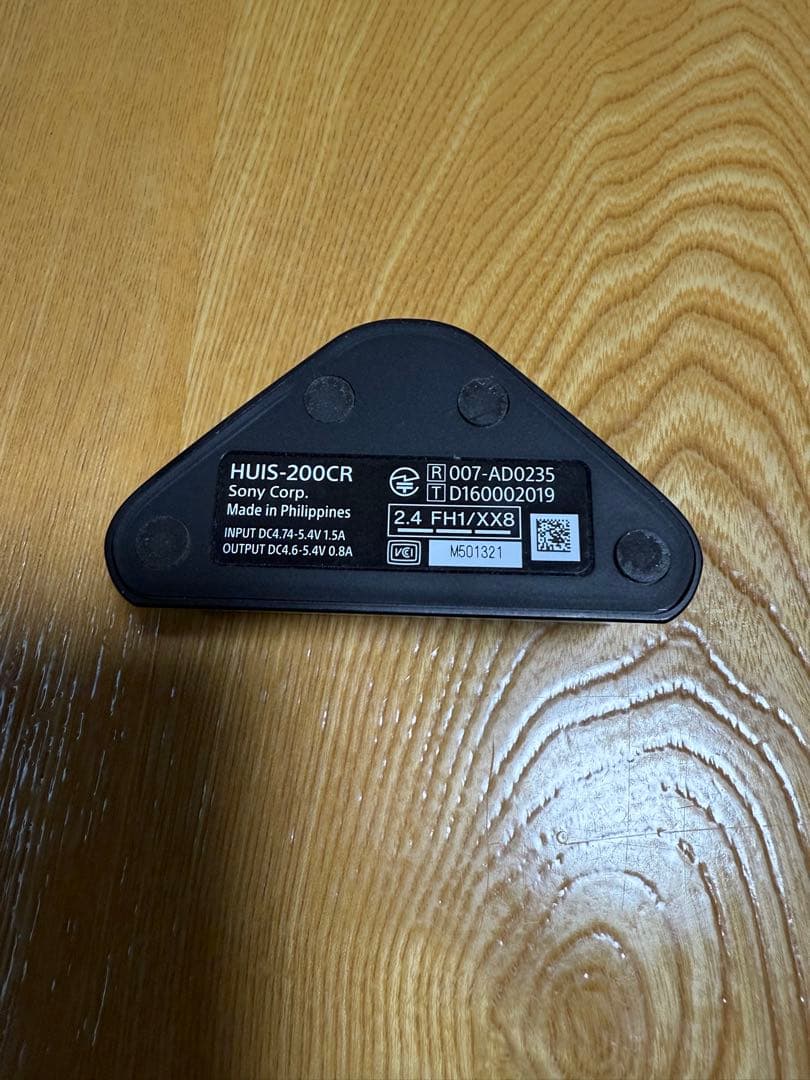 HUIS-200CR
Sony Corp.
Made in Philippines
INPUT DC4.74-5.4V 1.5A
OUTPUT DC4.6-5.4V 0.8A
R 007-AD0235
T D160002019
2.4 FH1/XX8
VCI M501321